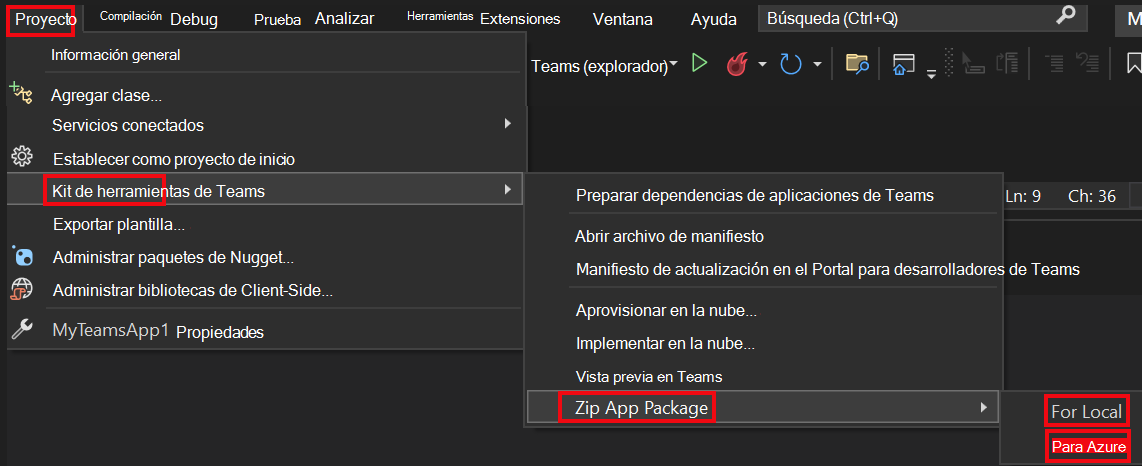 Proyecto Compilación Debug Prueba Analizar Herramientas Extensiones Ventana Ayuda Búsqueda (Ctrl+Q) M
Información general
Teams (explorador)
Agregar clase...
Servicios conectados
Establecer como proyecto de inicio
Kit de herramientas de Teams
Preparar dependencias de aplicaciones de Teams
Ln: 9 Ch: 36
Exportar plantilla...
Abrir archivo de manifiesto
Administrar paquetes de Nugget...
Manifiesto de actualización en el Portal para desarrolladores de Teams
Administrar bibliotecas de Client-Side...
Aprovisionar en la nube...
MyTeamsApp1 Propiedades
Implementar en la nube...
Vista previa en Teams
Zip App Package
For Local
Para Azure